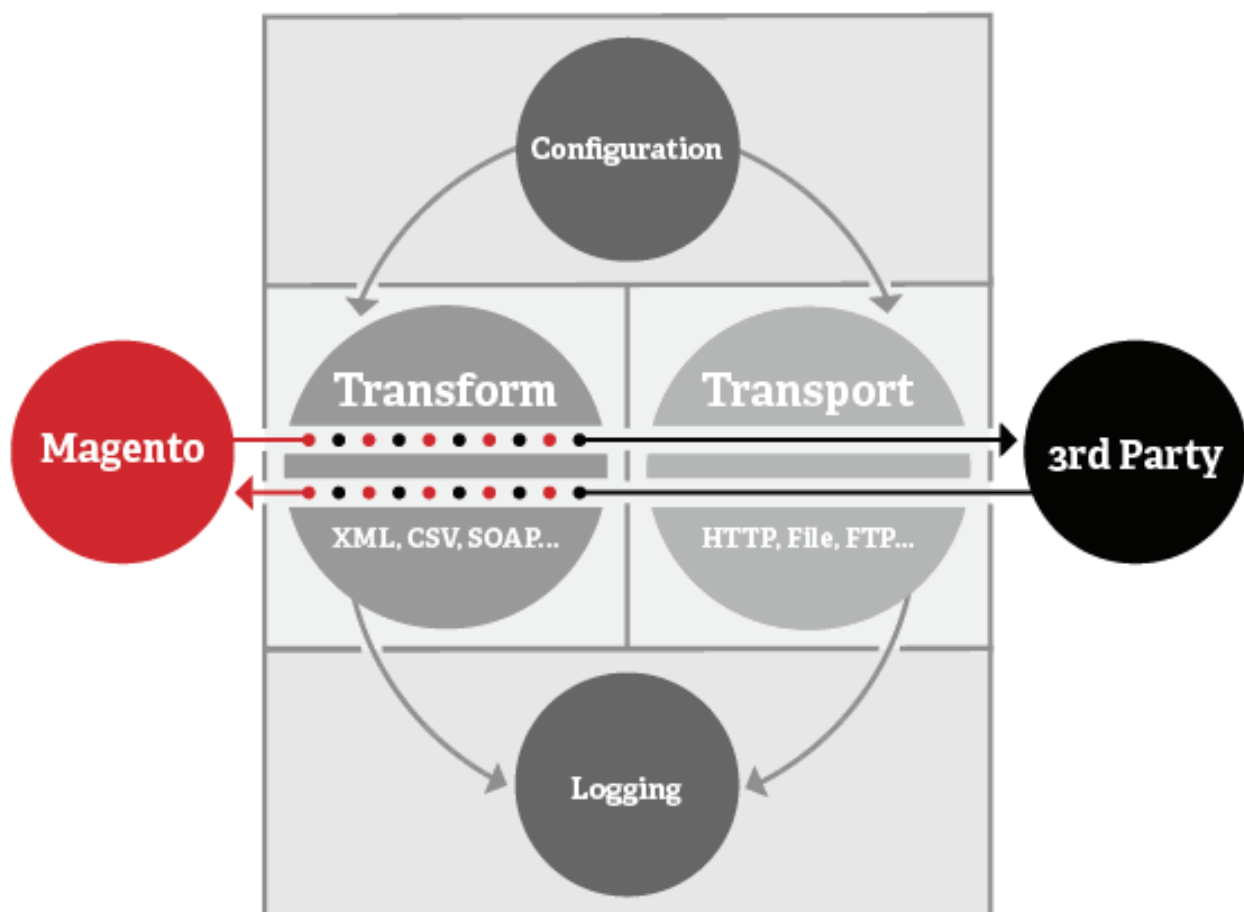 Configuration
Transform
Transport
Magento
3rd Party
XML, CSV, SOAP...
HTTP, File, FTP...
Logging